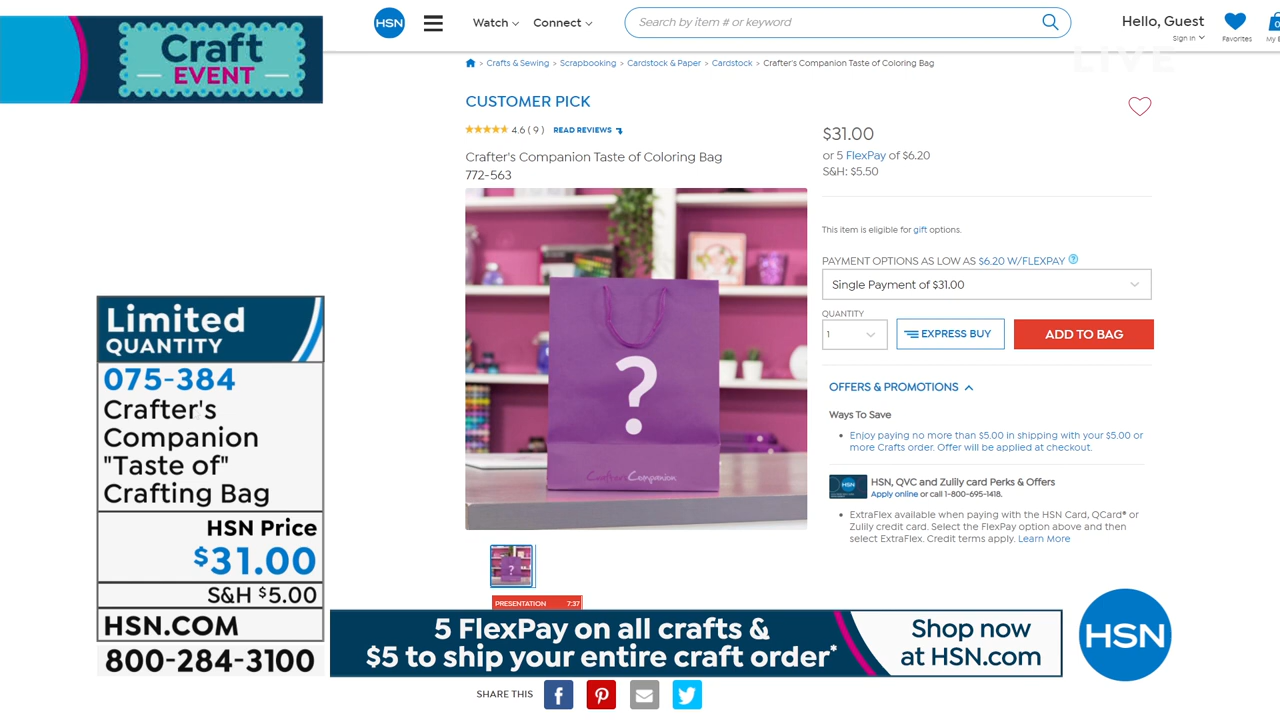 Craft
EVENT
HSN
Watch
Connect
Search by item # or keyword
Hello, Guest
Sign In
Favorites
LIVE
> Crafts & Sewing > Scrapbooking > Cardstock & Paper > Cardstock > Crafter's Companion Taste of Coloring Bag
CUSTOMER PICK
4.6 ( 9 ) READ REVIEWS
Crafter's Companion Taste of Coloring Bag
772-563
?
Crafter's Companion
?
PRESENTATION 7:37
$31.00
or 5 FlexPay of $6.20
S&H: $5.50
This item is eligible for gift options.
PAYMENT OPTIONS AS LOW AS $6.20 W/FLEXPAY ?
Single Payment of $31.00
QUANTITY
1
EXPRESS BUY
ADD TO BAG
OFFERS & PROMOTIONS
Ways To Save
• Enjoy paying no more than $5.00 in shipping with your $5.00 or
more Crafts order. Offer will be applied at checkout.
HSN
HSN, QVC and Zulily card Perks & Offers
Apply online or call 1-800-695-1418.
• ExtraFlex available when paying with the HSN Card, QCard® or
Zulily credit card. Select the FlexPay option above and then
select ExtraFlex. Credit terms apply. Learn More
Limited
QUANTITY
075-384
Crafter's
Companion
"Taste of"
Crafting Bag
HSN Price
$31.00
S&H $5.00
HSN.COM
800-284-3100
5 FlexPay on all crafts &
$5 to ship your entire craft order*
Shop now
at HSN.com
HSN
SHARE THIS